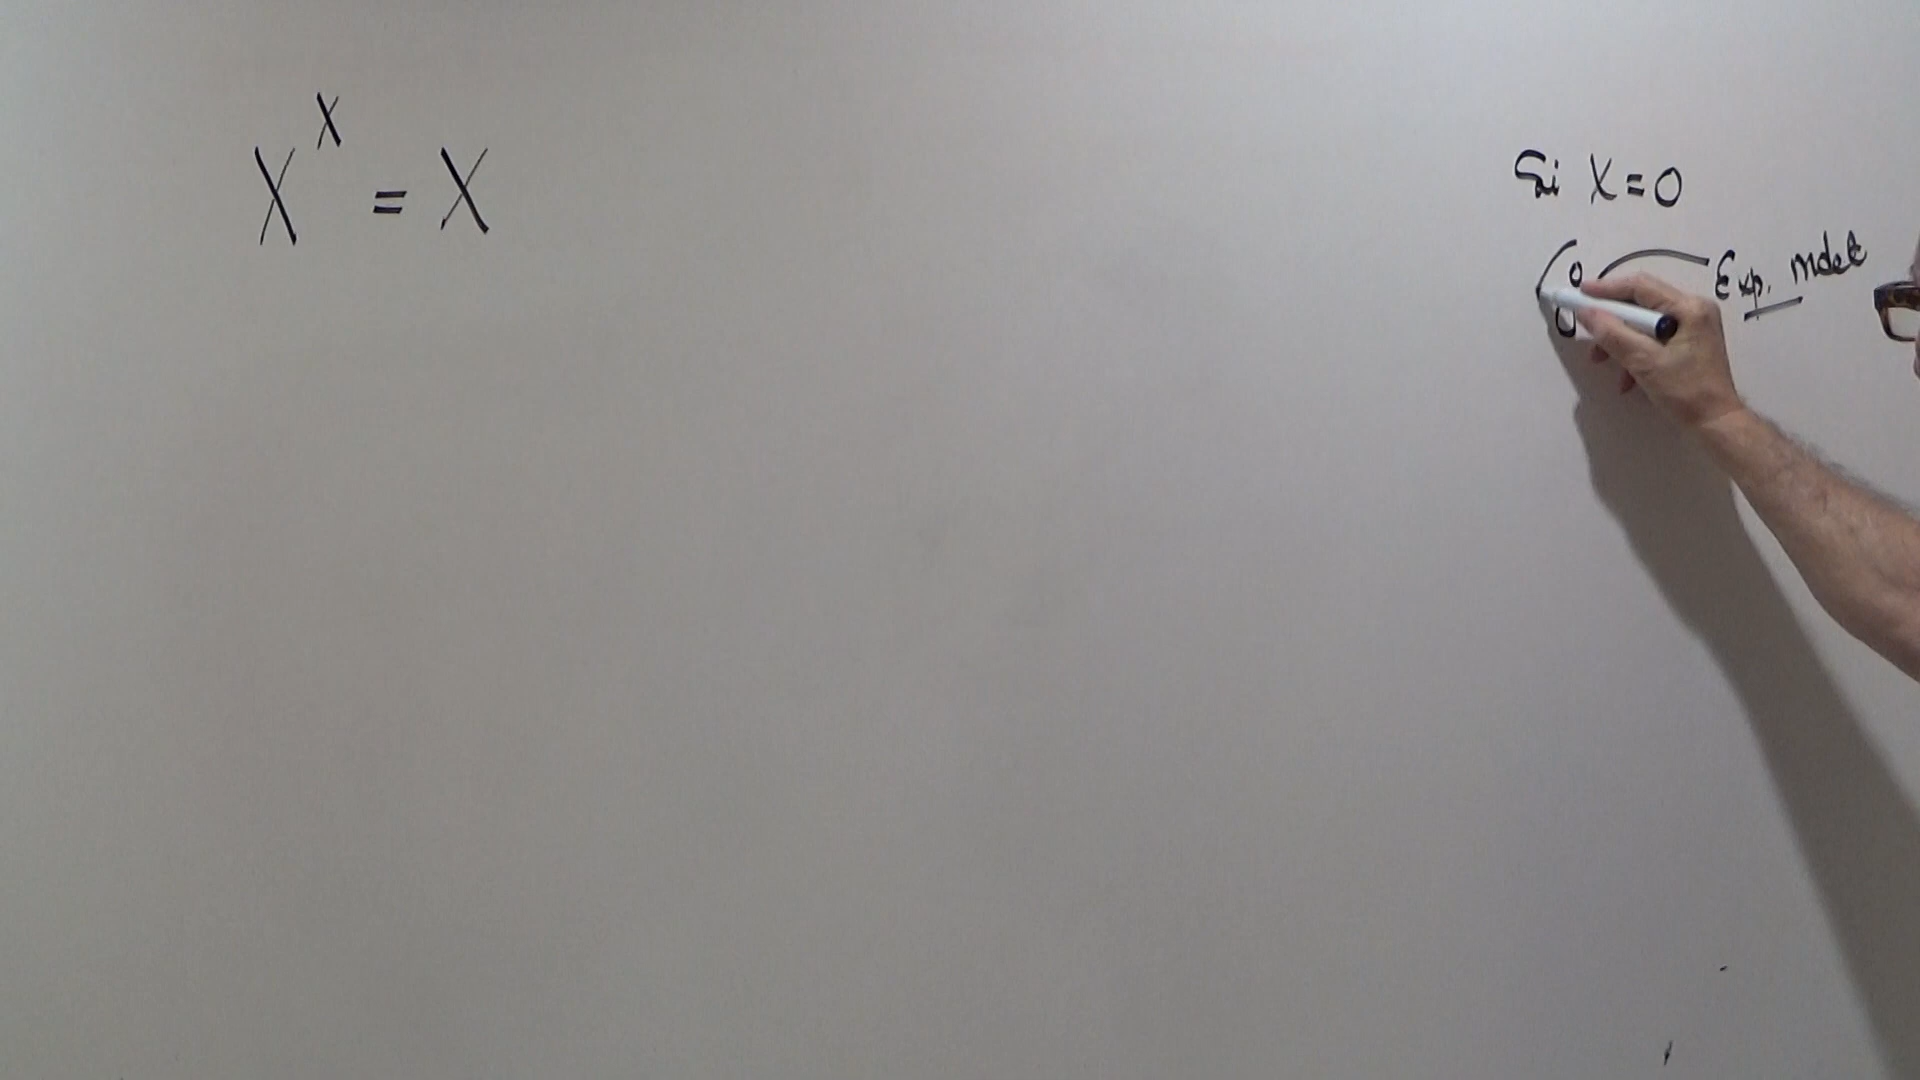 X^X = X
Si X = 0
0^0 Exp. Indet